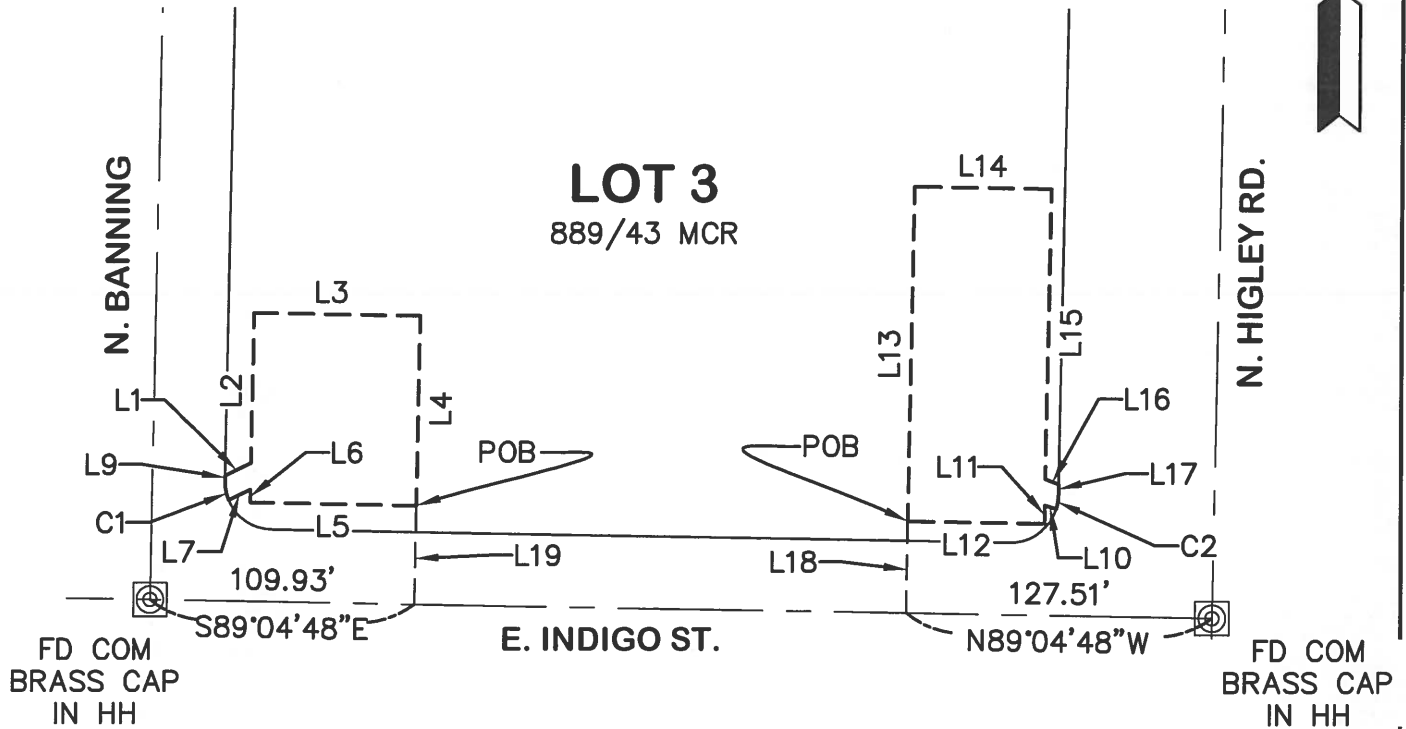 LOT 3
889/43 MCR
N. BANNING
N. HIGLEY RD.
L14
L3
L13
L15
L2
L4
L1
L16
L9
L6
POB
POB
L11
L17
C1
L7
L5
L12
L10
C2
L19
L18
109.93'
127.51'
S89°04'48"E
E. INDIGO ST.
N89°04'48"W
FD COM
BRASS CAP
IN HH
FD COM
BRASS CAP
IN HH